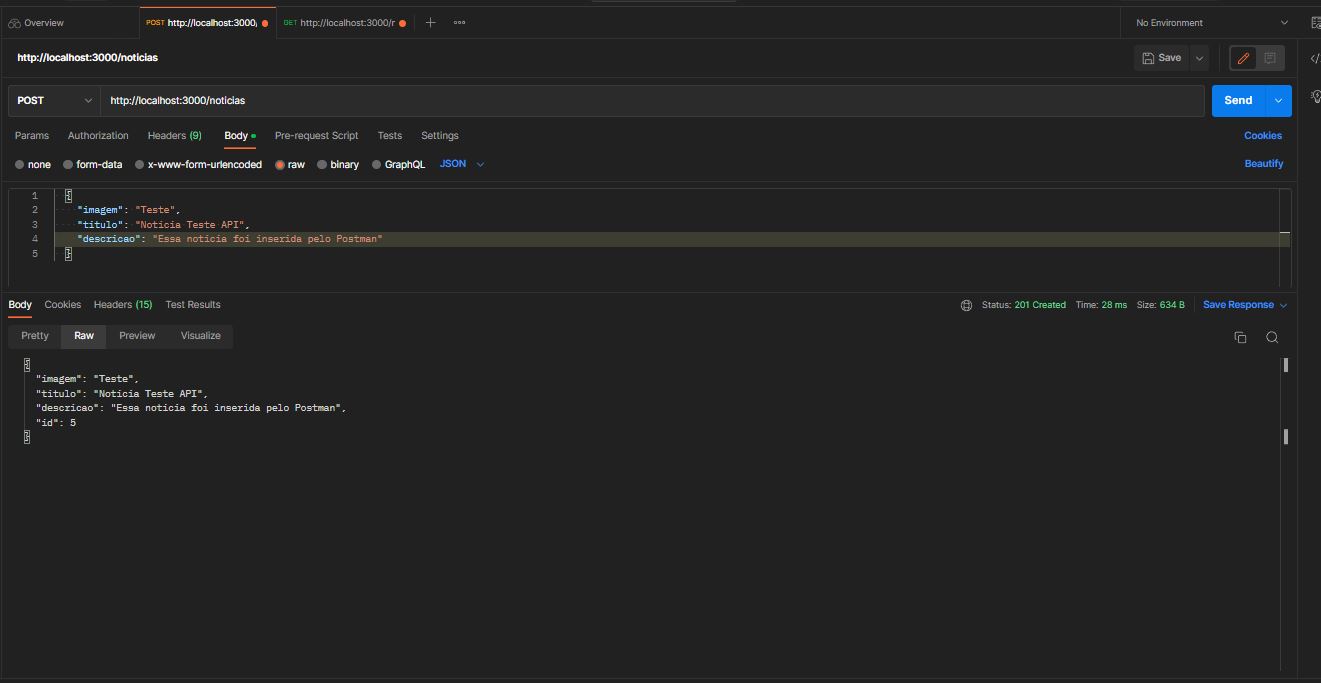 Overview POST http://localhost:3000/ GET http://localhost:3000/r No Environment
http://localhost:3000/noticias Save
POST http://localhost:3000/noticias Send
Params Authorization Headers (9) Body Pre-request Script Tests Settings Cookies
none form-data x-www-form-urlencoded raw binary GraphQL JSON Beautify
1 {
2 "imagem": "Teste",
3 "titulo": "Noticia Teste API",
4 "descricao": "Essa noticia foi inserida pelo Postman"
5 }
Body Cookies Headers (15) Test Results Status: 201 Created Time: 28 ms Size: 634 B Save Response
Pretty Raw Preview Visualize
{
"imagem": "Teste",
"titulo": "Noticia Teste API",
"descricao": "Essa noticia foi inserida pelo Postman",
"id": 5
}